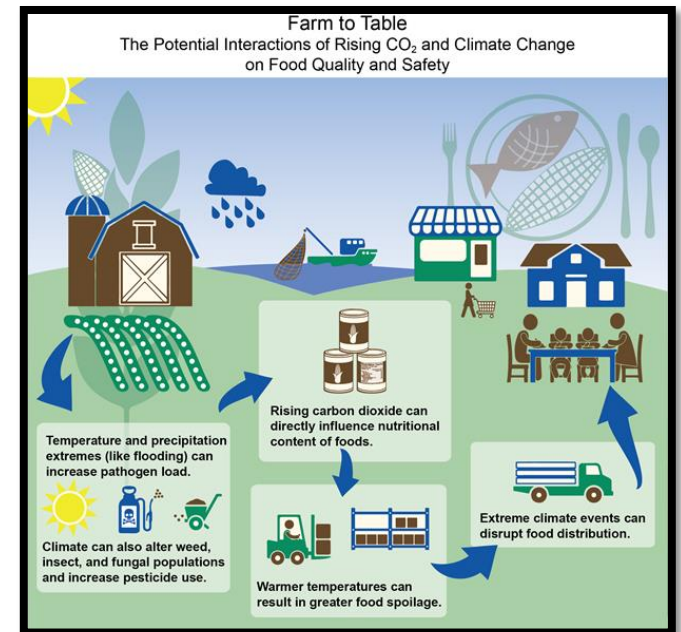 Farm to Table
The Potential Interactions of Rising CO₂ and Climate Change
on Food Quality and Safety
Temperature and precipitation
extremes (like flooding) can
increase pathogen load.
Climate can also alter weed,
insect, and fungal populations
and increase pesticide use.
Rising carbon dioxide can
directly influence nutritional
content of foods.
Warmer temperatures can
result in greater food spoilage.
Extreme climate events can
disrupt food distribution.